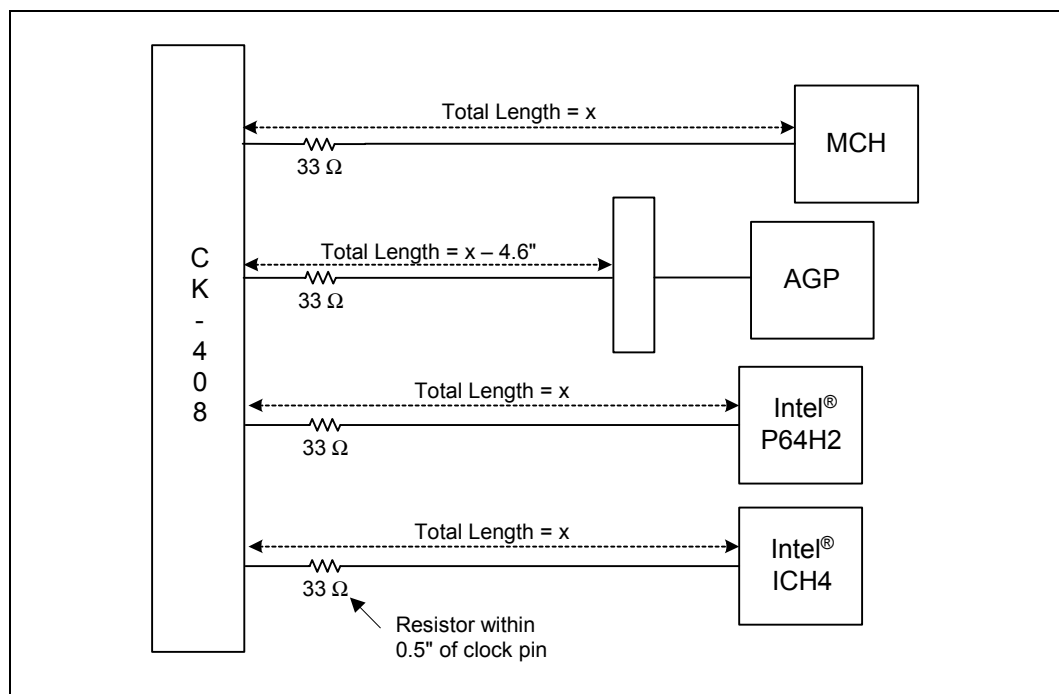 Total Length = x
33 Ω
MCH
Total Length = x – 4.6"
33 Ω
AGP
C
K
-
4
0
8
Total Length = x
33 Ω
Intel®
P64H2
Total Length = x
33 Ω
Intel®
ICH4
Resistor within
0.5" of clock pin